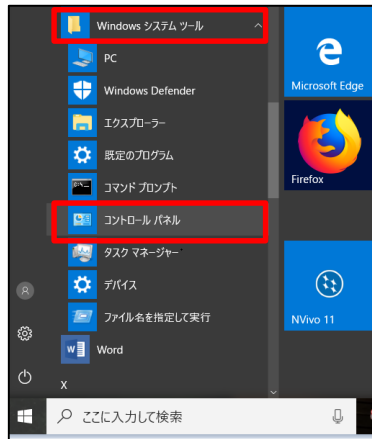 Windows システム ツール
PC
Windows Defender
エクスプローラー
既定のプログラム
コマンド プロンプト
コントロール パネル
タスク マネージャー
デバイス
ファイル名を指定して実行
Word
X
ここに入力して検索
Microsoft Edge
Firefox
NVivo 11